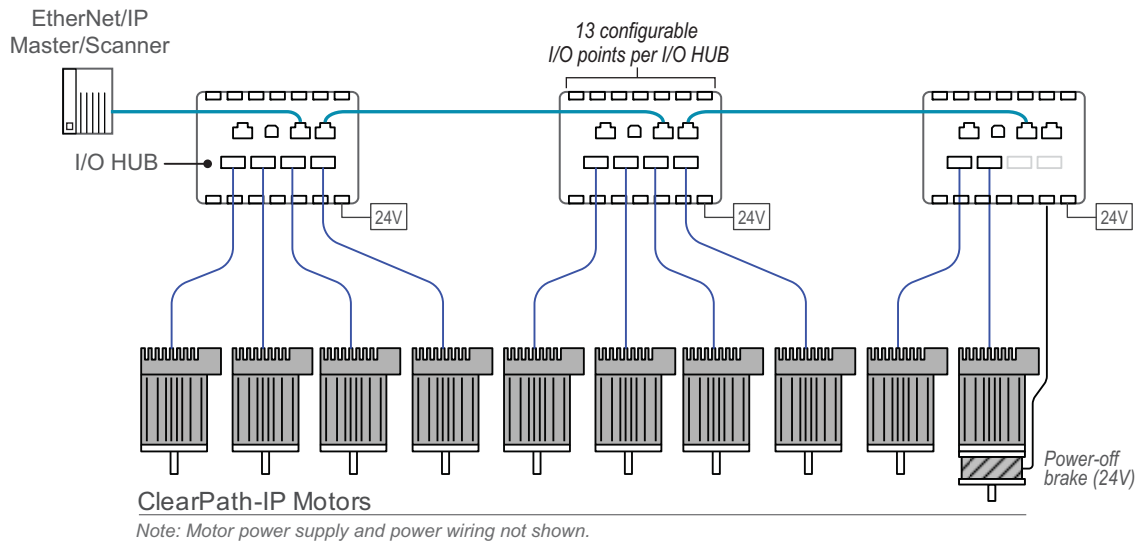 EtherNet/IP
Master/Scanner
13 configurable
I/O points per I/O HUB
I/O HUB
24V
24V
24V
Power-off
brake (24V)
ClearPath-IP Motors
Note: Motor power supply and power wiring not shown.